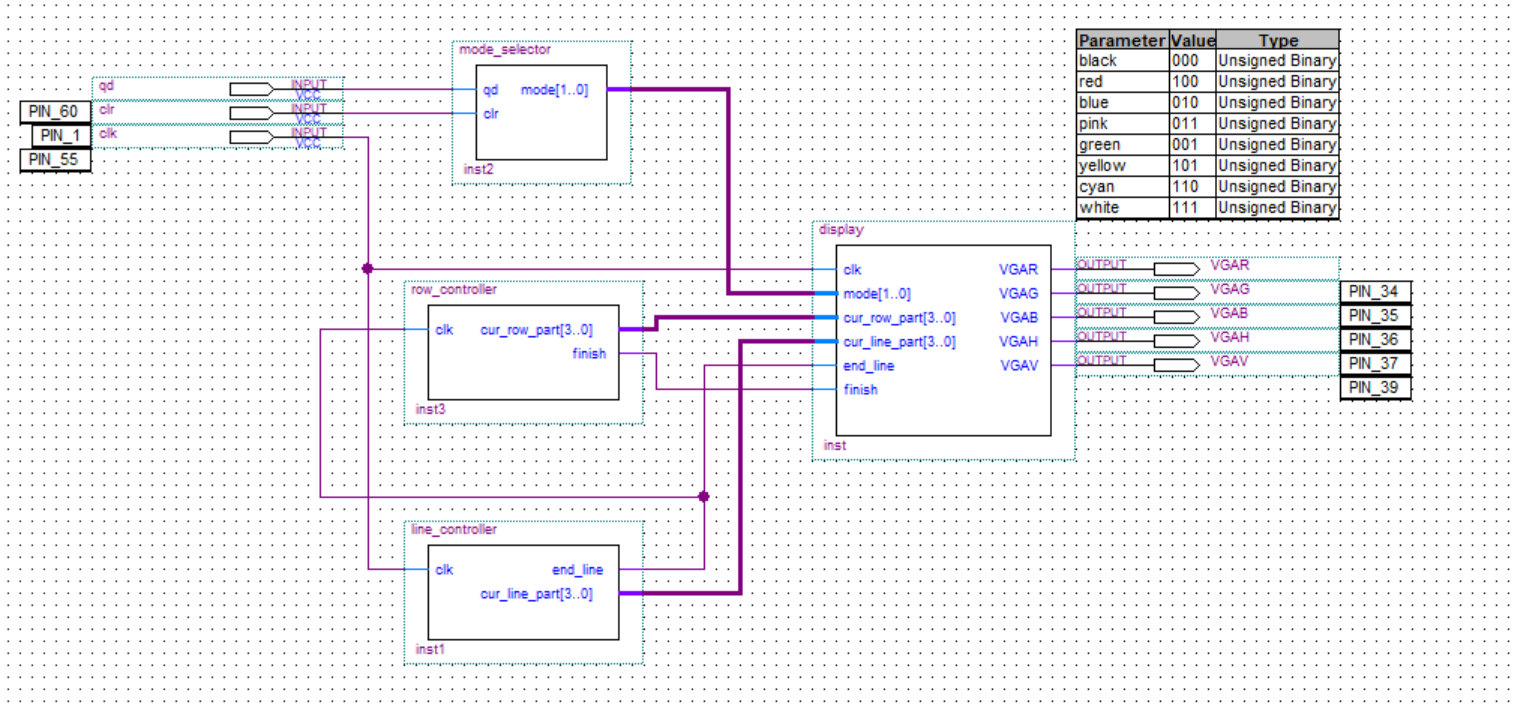 mode_selector
qd INPUT VCC
PIN_60 clr INPUT VCC
PIN_1 clk INPUT VCC
PIN_55
qd mode[1..0]
clr
inst2
Parameter Value Type
black 000 Unsigned Binary
red 100 Unsigned Binary
blue 010 Unsigned Binary
pink 011 Unsigned Binary
green 001 Unsigned Binary
yellow 101 Unsigned Binary
cyan 110 Unsigned Binary
white 111 Unsigned Binary
row_controller
clk cur_row_part[3..0]
finish
inst3
line_controller
clk end_line
cur_line_part[3..0]
inst1
display
clk VGAR
mode[1..0] VGAG
cur_row_part[3..0] VGAB
cur_line_part[3..0] VGAH
end_line VGAV
finish
inst
OUTPUT VGAR
OUTPUT VGAG PIN_34
OUTPUT VGAB PIN_35
OUTPUT VGAH PIN_36
OUTPUT VGAV PIN_37
PIN_39